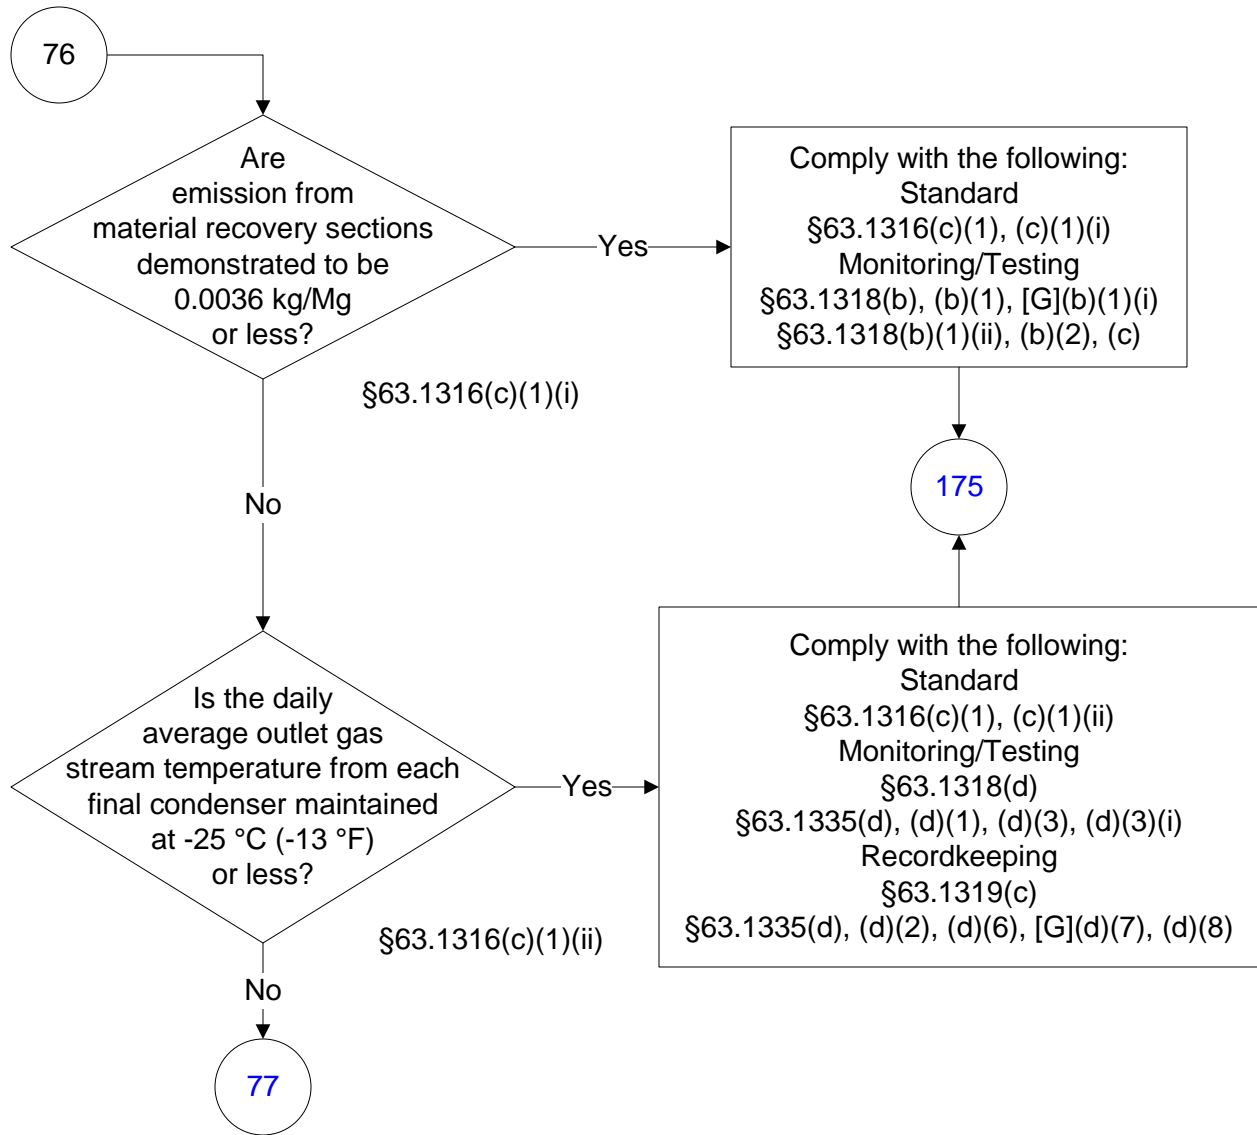 76
Are
emission from
material recovery sections
demonstrated to be
0.0036 kg/Mg
or less?
Yes
Comply with the following:
Standard
§63.1316(c)(1), (c)(1)(i)
Monitoring/Testing
§63.1318(b), (b)(1), [G](b)(1)(i)
§63.1318(b)(1)(ii), (b)(2), (c)
§63.1316(c)(1)(i)
175
No
Is the daily
average outlet gas
stream temperature from each
final condenser maintained
at -25 °C (-13 °F)
or less?
Yes
Comply with the following:
Standard
§63.1316(c)(1), (c)(1)(ii)
Monitoring/Testing
§63.1318(d)
§63.1335(d), (d)(1), (d)(3), (d)(3)(i)
Recordkeeping
§63.1319(c)
§63.1335(d), (d)(2), (d)(6), [G](d)(7), (d)(8)
§63.1316(c)(1)(ii)
No
77